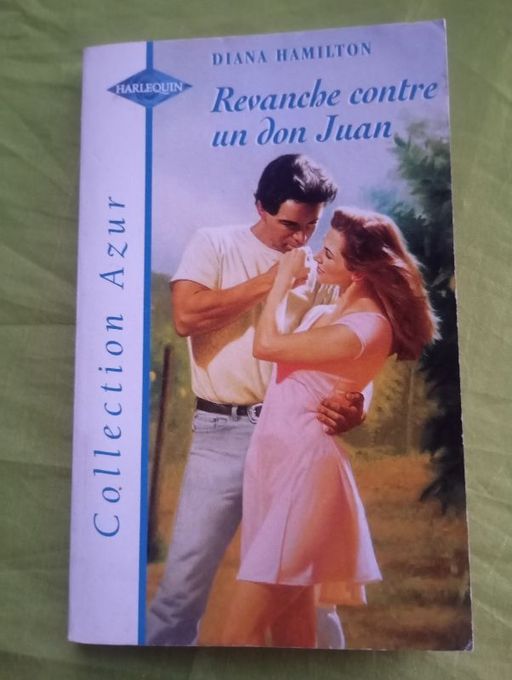 DIANA HAMILTON
HARLEQUIN
Revanche contre
un don Juan
Collection Azur